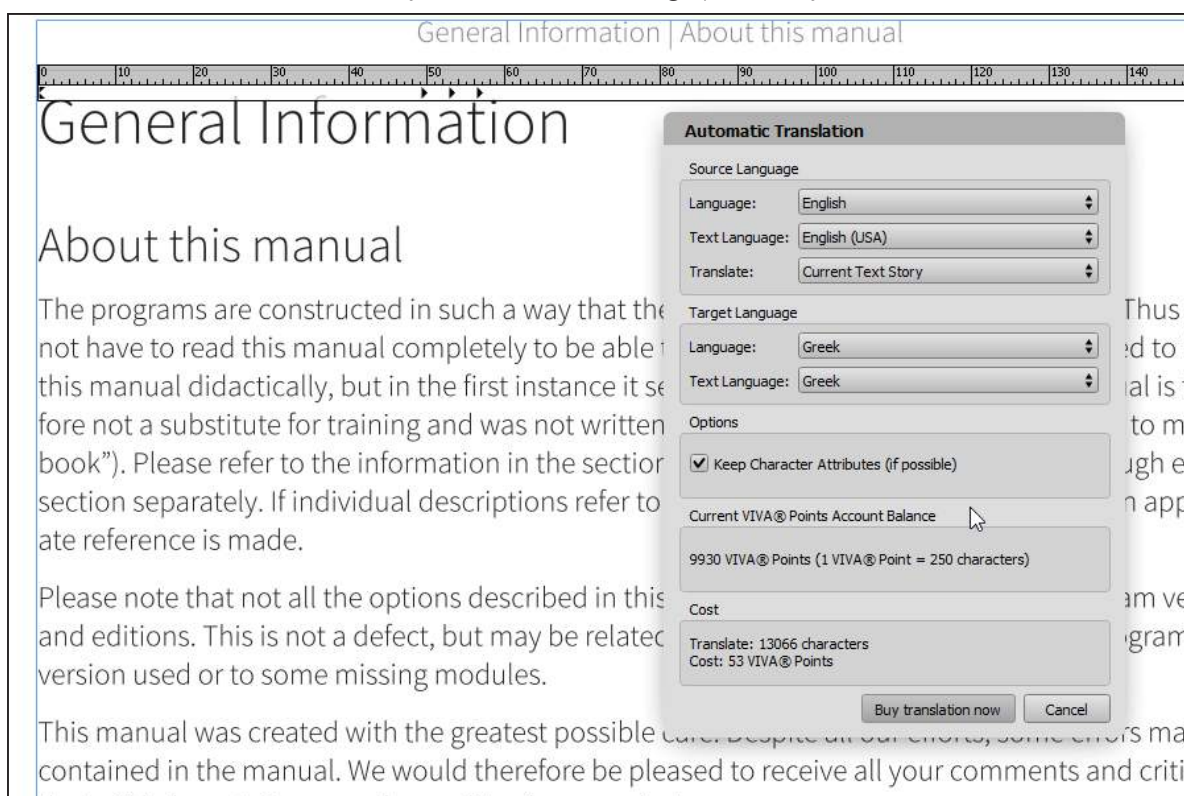 General Information | About this manual
0 10 20 30 40 50 60 70 80 90 100 110 120 130 140
General Information
About this manual
The programs are constructed in such a way that the
Thus
not have to read this manual completely to be able
ed to
this manual didactically, but in the first instance it se
al is
fore not a substitute for training and was not written
to m
book”). Please refer to the information in the section
ugh e
section separately. If individual descriptions refer to
n app
ate reference is made.
Please note that not all the options described in this
am ve
and editions. This is not a defect, but may be related
gram
version used or to some missing modules.
This manual was created with the greatest possible care. Despite all our efforts, some errors ma
contained in the manual. We would therefore be pleased to receive all your comments and criti
Automatic Translation
Source Language
Language: English
Text Language: English (USA)
Translate: Current Text Story
Target Language
Language: Greek
Text Language: Greek
Options
Keep Character Attributes (if possible)
Current VIVA® Points Account Balance
9930 VIVA® Points (1 VIVA® Point = 250 characters)
Cost
Translate: 13066 characters
Cost: 53 VIVA® Points
Buy translation now Cancel